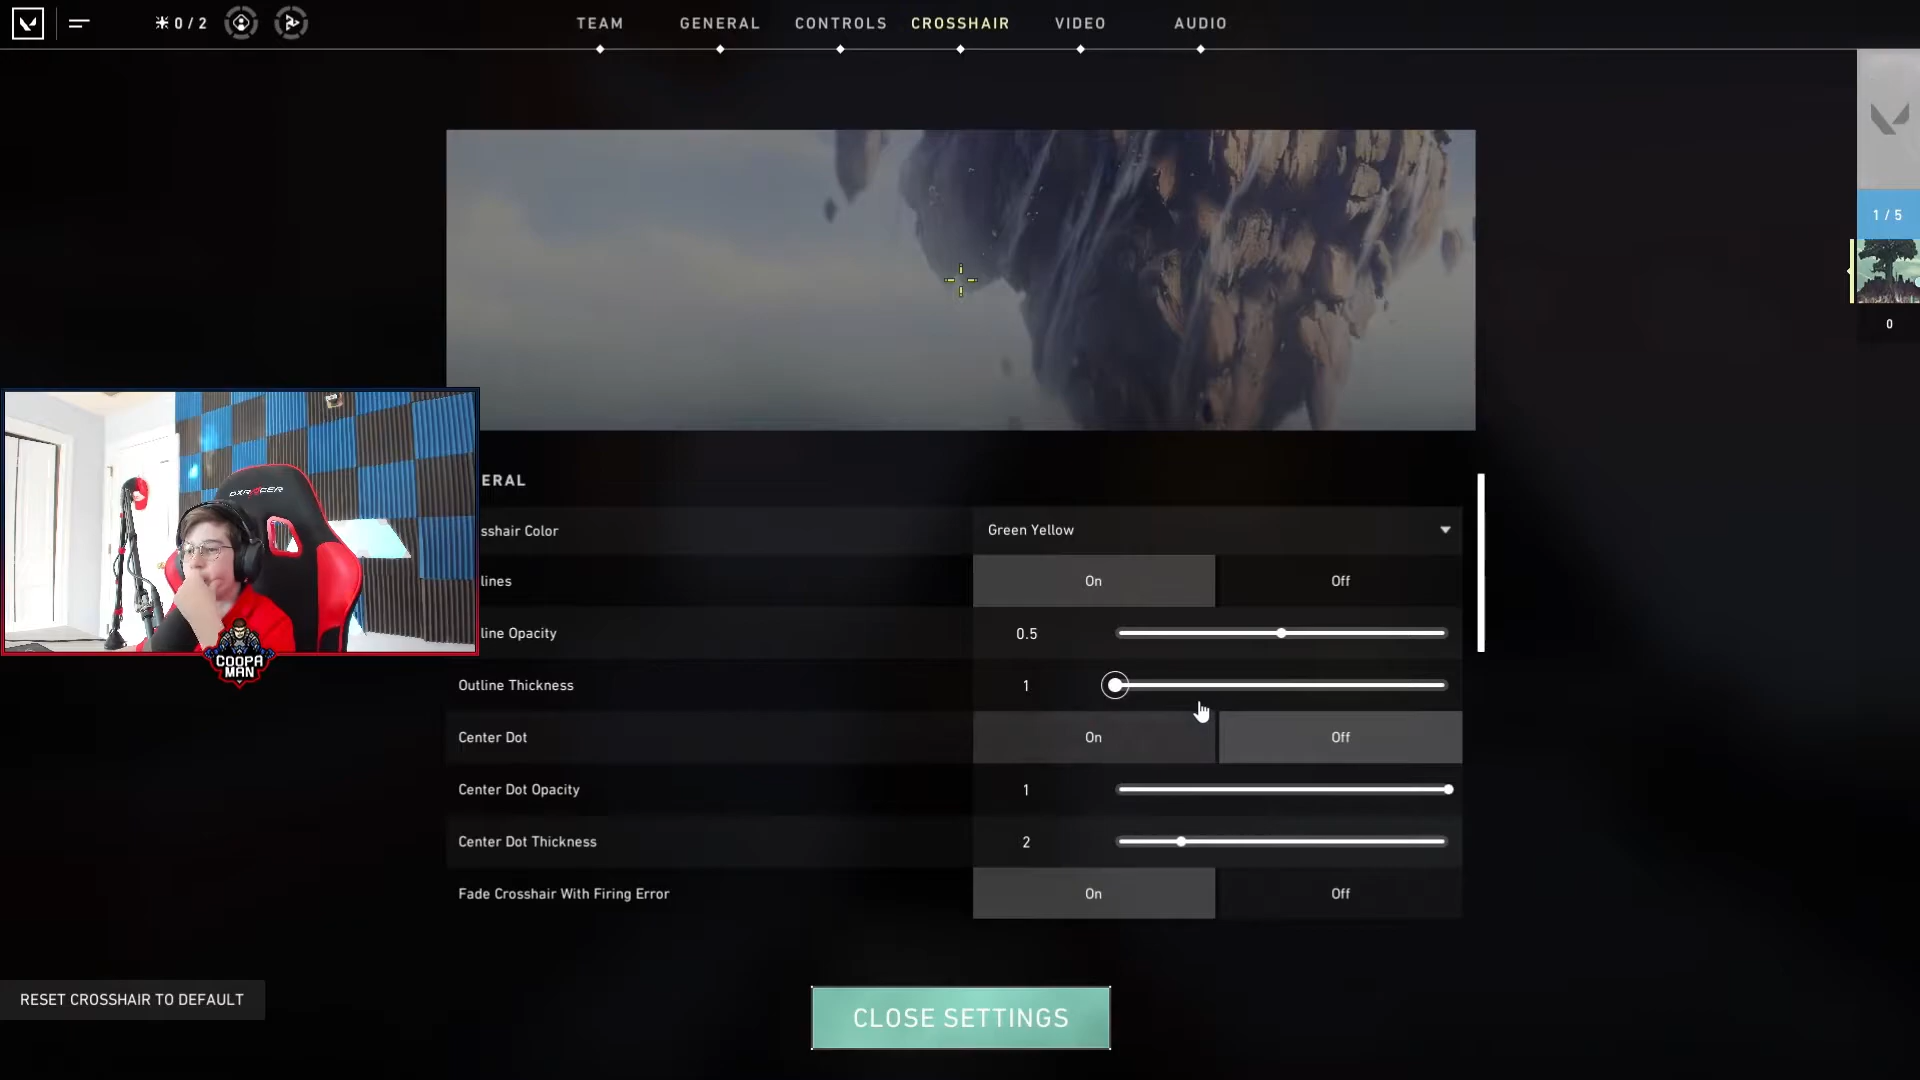 0 / 2
TEAM GENERAL CONTROLS CROSSHAIR VIDEO AUDIO
1 / 5
0
DXRACER
COOPA
MAN
ERAL
sshair Color Green Yellow
lines On Off
line Opacity 0.5
Outline Thickness 1
Center Dot On Off
Center Dot Opacity 1
Center Dot Thickness 2
Fade Crosshair With Firing Error On Off
RESET CROSSHAIR TO DEFAULT
CLOSE SETTINGS